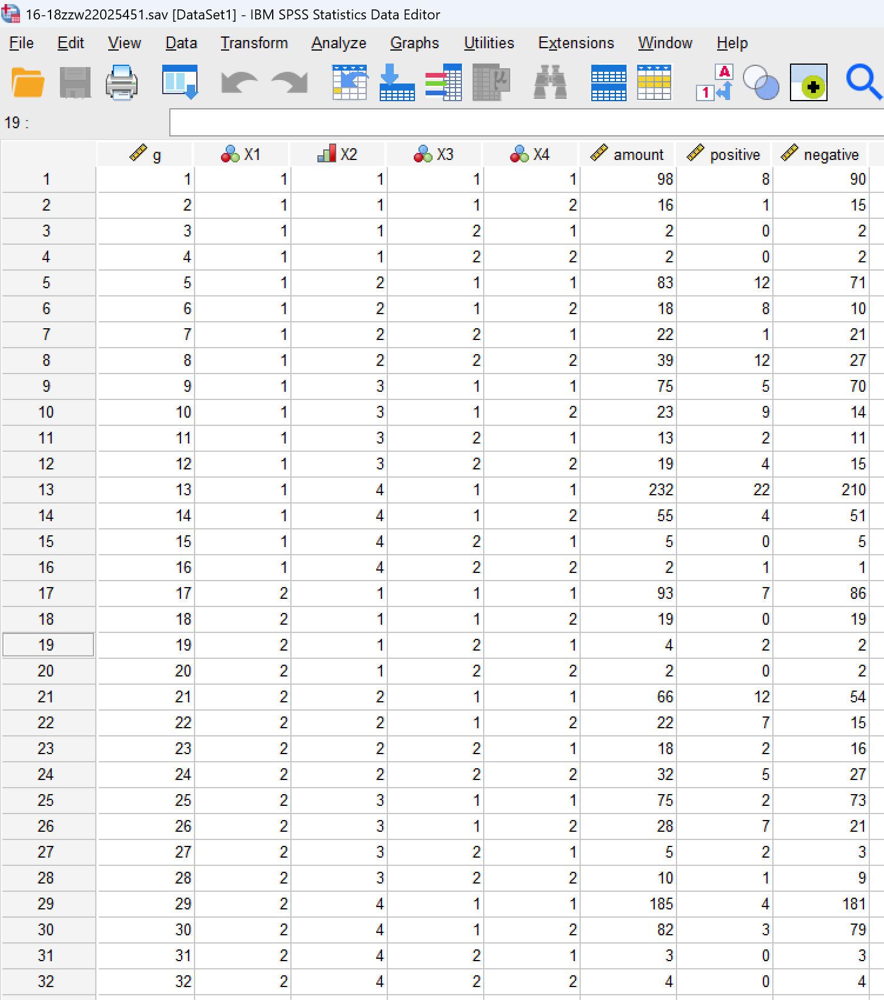 16-18zzw22025451.sav [DataSet1] - IBM SPSS Statistics Data Editor
File Edit View Data Transform Analyze Graphs Utilities Extensions Window Help
A
1
μ
19 :
g X1 X2 X3 X4 amount positive negative
1 1 1 1 1 1 98 8 90
2 2 1 1 1 2 16 1 15
3 3 1 1 2 1 2 0 2
4 4 1 1 2 2 2 0 2
5 5 1 2 1 1 83 12 71
6 6 1 2 1 2 18 8 10
7 7 1 2 2 1 22 1 21
8 8 1 2 2 2 39 12 27
9 9 1 3 1 1 75 5 70
10 10 1 3 1 2 23 9 14
11 11 1 3 2 1 13 2 11
12 12 1 3 2 2 19 4 15
13 13 1 4 1 1 232 22 210
14 14 1 4 1 2 55 4 51
15 15 1 4 2 1 5 0 5
16 16 1 4 2 2 2 1 1
17 17 2 1 1 1 93 7 86
18 18 2 1 1 2 19 0 19
19 19 2 1 2 1 4 2 2
20 20 2 1 2 2 2 0 2
21 21 2 2 1 1 66 12 54
22 22 2 2 1 2 22 7 15
23 23 2 2 2 1 18 2 16
24 24 2 2 2 2 32 5 27
25 25 2 3 1 1 75 2 73
26 26 2 3 1 2 28 7 21
27 27 2 3 2 1 5 2 3
28 28 2 3 2 2 10 1 9
29 29 2 4 1 1 185 4 181
30 30 2 4 1 2 82 3 79
31 31 2 4 2 1 3 0 3
32 32 2 4 2 2 4 0 4